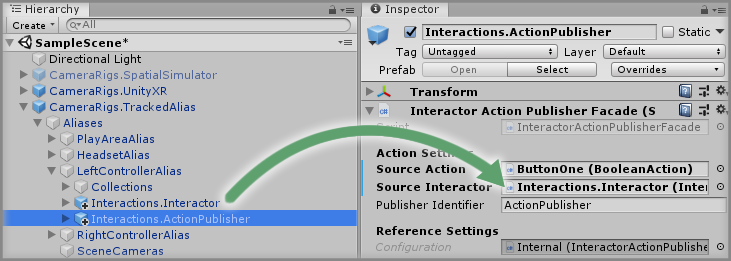 Hierarchy
Create All
SampleScene*
Directional Light
CameraRigs.SpatialSimulator
CameraRigs.UnityXR
CameraRigs.TrackedAlias
Aliases
PlayAreaAlias
HeadsetAlias
LeftControllerAlias
Collections
Interactions.Interactor
Interactions.ActionPublisher
RightControllerAlias
SceneCameras
Inspector
Interactions.ActionPublisher Static
Tag Untagged Layer Default
Prefab Open Select Overrides
Transform
Interactor Action Publisher Facade (S
Script InteractorActionPublisherFacade
Action Settings
Source Action ButtonOne (BooleanAction)
Source Interactor Interactions.Interactor (Inter
Publisher Identifier ActionPublisher
Reference Settings
Configuration Internal (InteractorActionPublishe